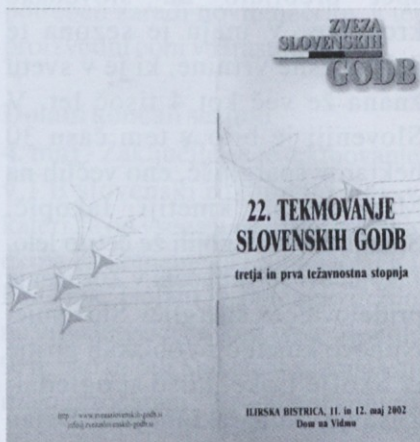 ZVEZA
SLOVENSKIH
GODB
22. TEKMOVANJE
SLOVENSKIH GODB
tretja in prva težavnostna stopnja
ILIRSKA BISTRICA, 11. in 12. maj 2002
Dom na Vidmu